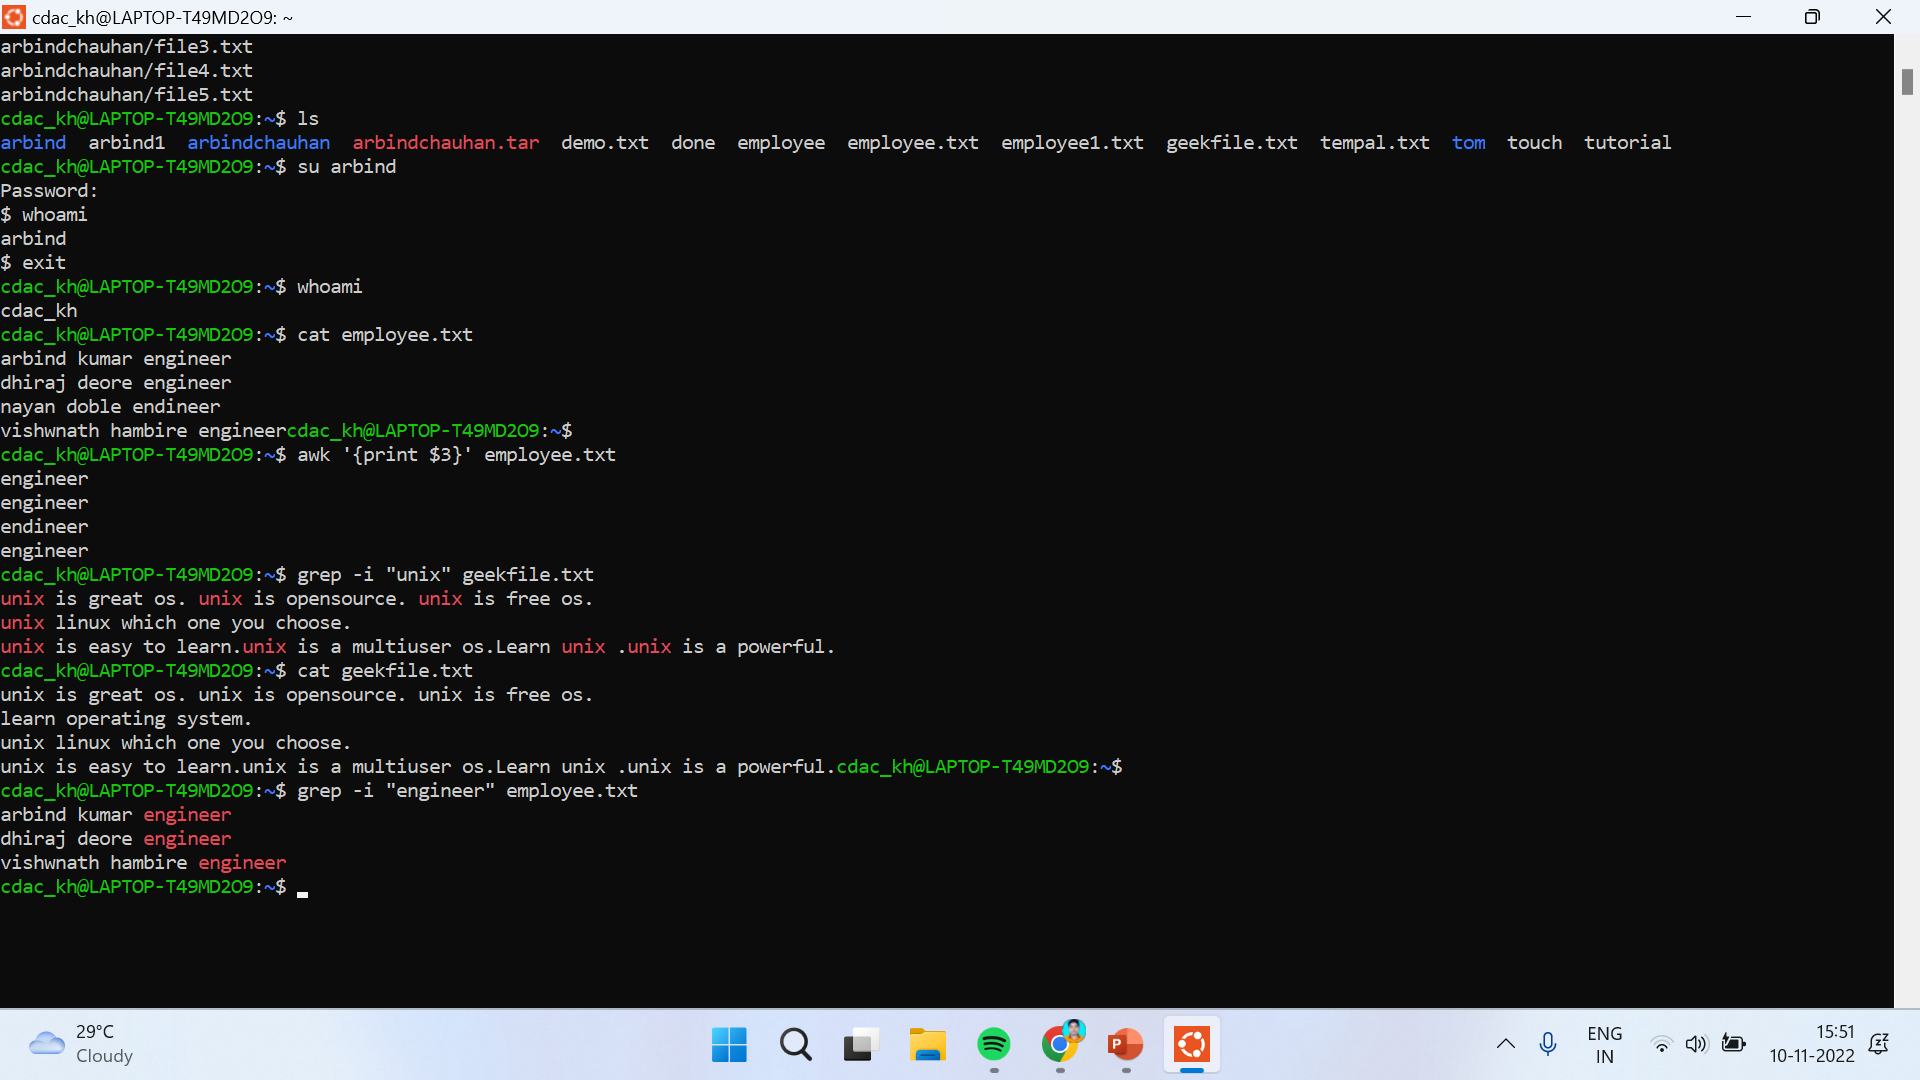 cdac_kh@LAPTOP-T49MD2O9: ~
arbindchauhan/file3.txt
arbindchauhan/file4.txt
arbindchauhan/file5.txt
cdac_kh@LAPTOP-T49MD2O9:~$ ls
arbind  arbind1  arbindchauhan  arbindchauhan.tar  demo.txt  done  employee  employee.txt  employee1.txt  geekfile.txt  tempal.txt  tom  touch  tutorial
cdac_kh@LAPTOP-T49MD2O9:~$ su arbind
Password:
$ whoami
arbind
$ exit
cdac_kh@LAPTOP-T49MD2O9:~$ whoami
cdac_kh
cdac_kh@LAPTOP-T49MD2O9:~$ cat employee.txt
arbind kumar engineer
dhiraj deore engineer
nayan doble endineer
vishwnath hambire engineercdac_kh@LAPTOP-T49MD2O9:~$
cdac_kh@LAPTOP-T49MD2O9:~$ awk '{print $3}' employee.txt
engineer
engineer
endineer
engineer
cdac_kh@LAPTOP-T49MD2O9:~$ grep -i "unix" geekfile.txt
unix is great os. unix is opensource. unix is free os.
unix linux which one you choose.
unix is easy to learn.unix is a multiuser os.Learn unix .unix is a powerful.
cdac_kh@LAPTOP-T49MD2O9:~$ cat geekfile.txt
unix is great os. unix is opensource. unix is free os.
learn operating system.
unix linux which one you choose.
unix is easy to learn.unix is a multiuser os.Learn unix .unix is a powerful.cdac_kh@LAPTOP-T49MD2O9:~$
cdac_kh@LAPTOP-T49MD2O9:~$ grep -i "engineer" employee.txt
arbind kumar engineer
dhiraj deore engineer
vishwnath hambire engineer
cdac_kh@LAPTOP-T49MD2O9:~$
29°C
Cloudy
P
ENG
IN
15:51
10-11-2022